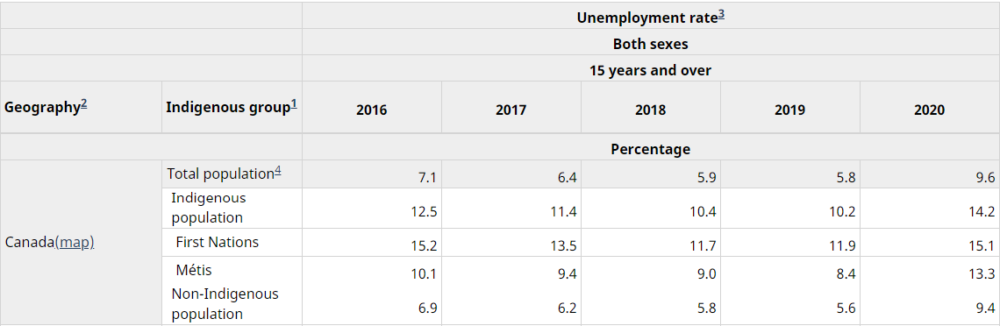 Unemployment rate3
Both sexes
15 years and over
Geography2 Indigenous group1 2016 2017 2018 2019 2020
Percentage
Canada(map)
Total population4 7.1 6.4 5.9 5.8 9.6
Indigenous
population 12.5 11.4 10.4 10.2 14.2
First Nations 15.2 13.5 11.7 11.9 15.1
Métis 10.1 9.4 9.0 8.4 13.3
Non-Indigenous
population 6.9 6.2 5.8 5.6 9.4